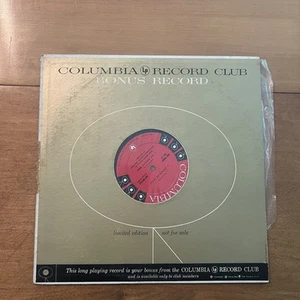 COLUMBIA RECORD CLUB
BONUS RECORD
COLUMBIA
limited edition not for sale
This long playing record is your bonus from the COLUMBIA RECORD CLUB
and is available only to club members